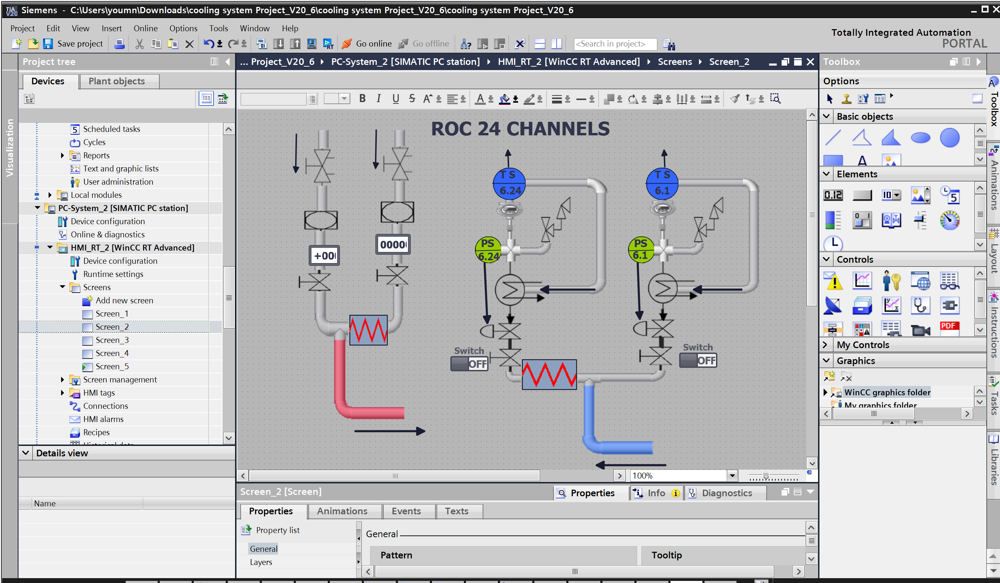 TIA V20 Siemens - C:\Users\youmn\Downloads\cooling system Project_V20_6\cooling system Project_V20_6\cooling system Project_V20_6
Project Edit View Insert Online Options Tools Window Help
Totally Integrated Automation
PORTAL
Save project
Go online Go offline
<Search in project>
Project tree
... Project_V20_6 PC-System_2 [SIMATIC PC station] HMI_RT_2 [WinCC RT Advanced] Screens Screen_2
Toolbox
Devices Plant objects
Options
Visualization
Scheduled tasks
Cycles
Reports
Text and graphic lists
User administration
Local modules
PC-System_2 [SIMATIC PC station]
Device configuration
Online & diagnostics
HMI_RT_2 [WinCC RT Advanced]
Device configuration
Runtime settings
Screens
Add new screen
Screen_1
Screen_2
Screen_3
Screen_4
Screen_5
Screen management
HMI tags
Connections
HMI alarms
Recipes
Historical data
Details view
Name
ROC 24 CHANNELS
T S
6.24
T S
6.1
PS
6.24
PS
6.1
+00
0000
Switch
OFF
Switch
OFF
100%
Screen_2 [Screen]
Properties Info Diagnostics
Properties Animations Events Texts
Property list
General
Layers
General
Pattern
Tooltip
Basic objects
Elements
Controls
PDF
My Controls
Graphics
WinCC graphics folder
My graphics folder
Toolbox
Animations
Layout
Instructions
Tasks
Libraries